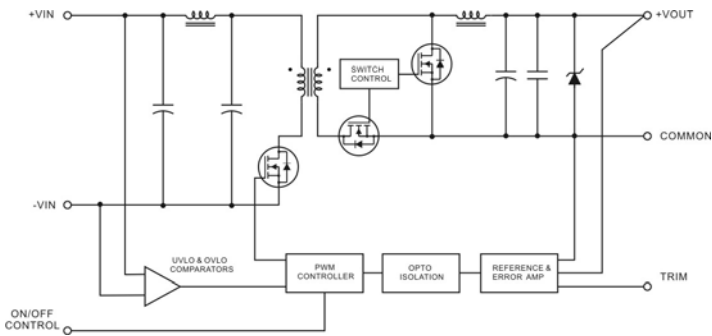 +VIN
+VOUT
SWITCH
CONTROL
COMMON
-VIN
UVLO & OVLO
COMPARATORS
PWM
CONTROLLER
OPTO
ISOLATION
REFERENCE &
ERROR AMP
TRIM
ON/OFF
CONTROL